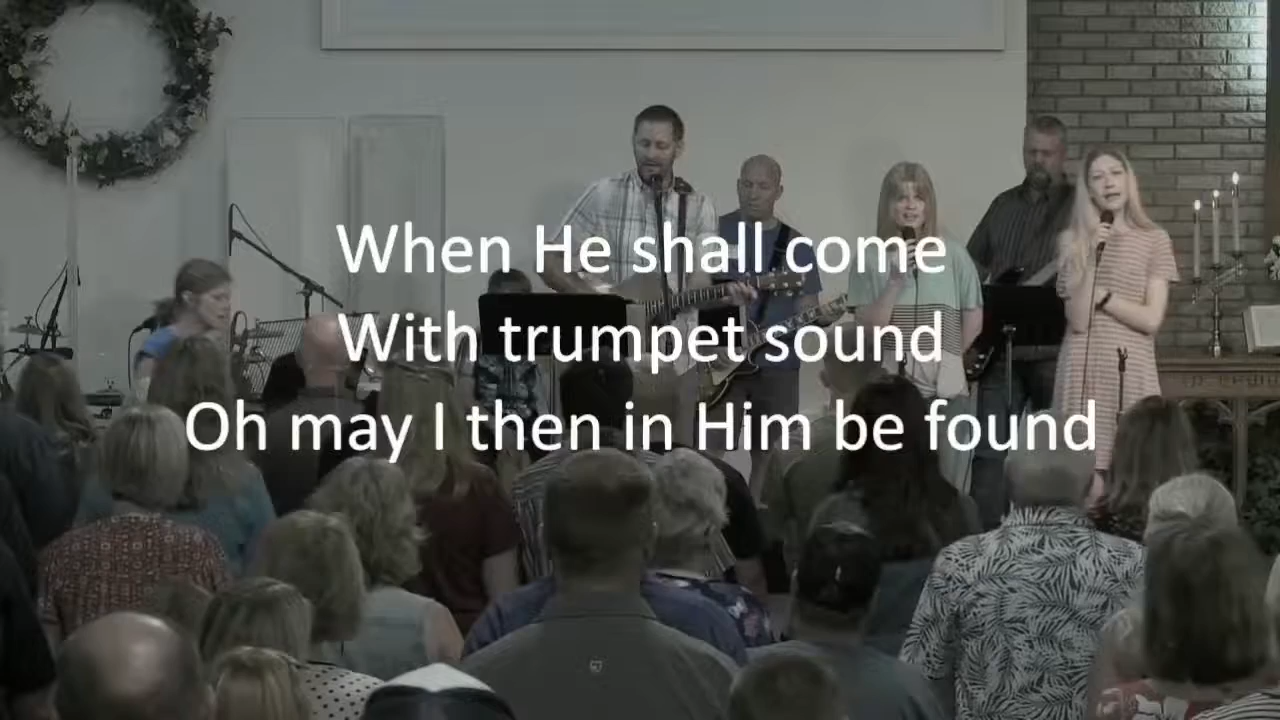 When He shall come
With trumpet sound
Oh may I then in Him be found